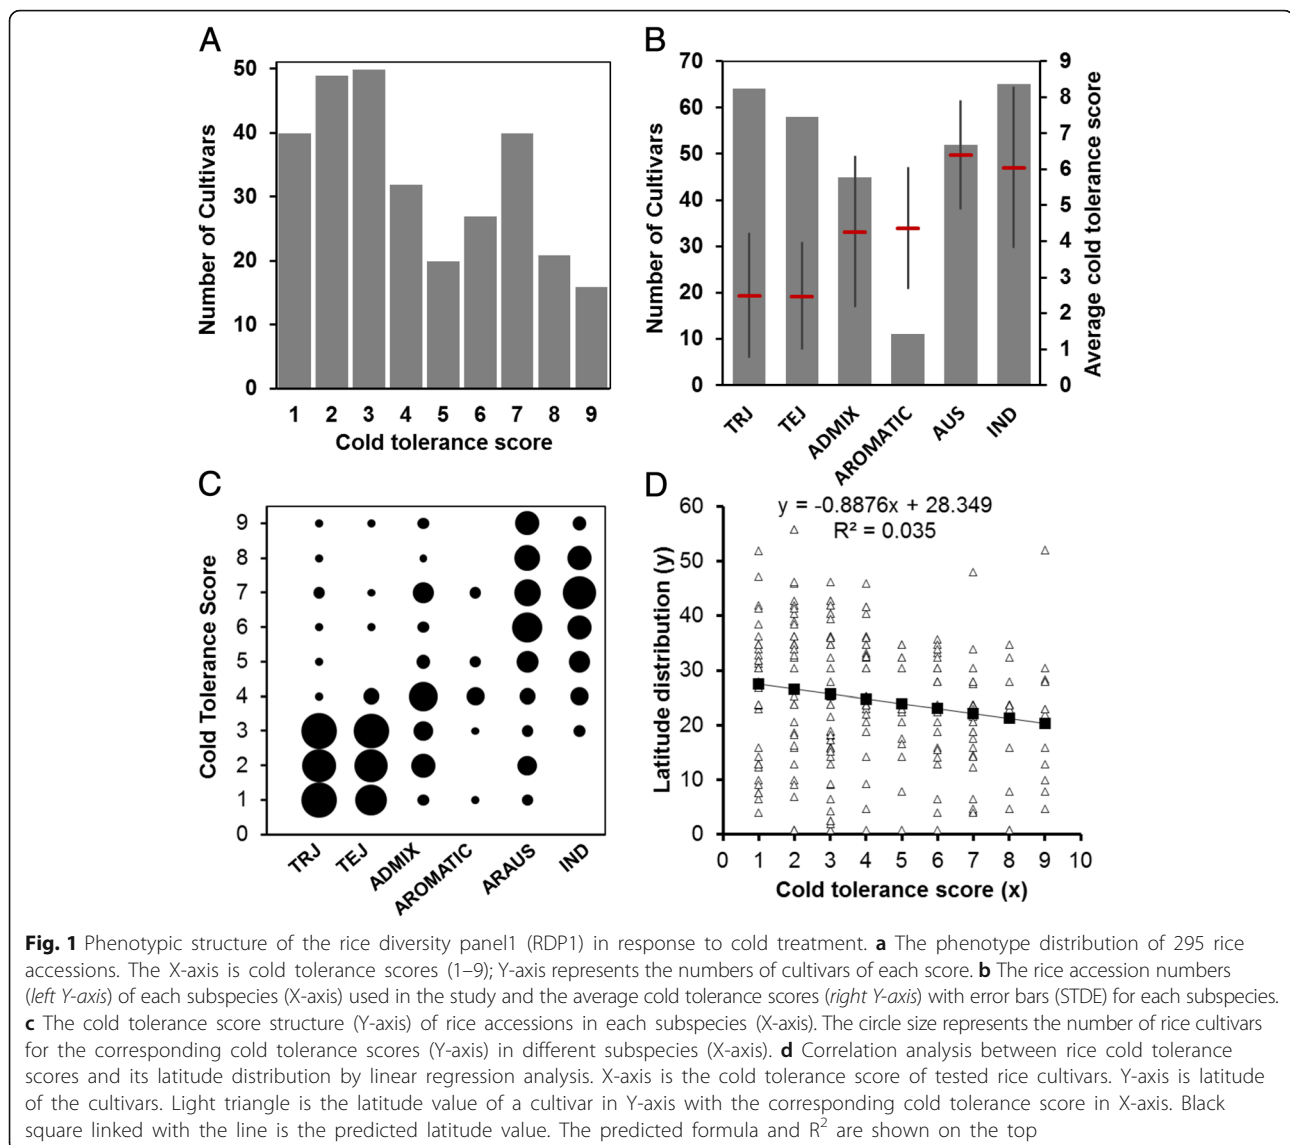 A
50
40
30
20
10
0
Number of Cultivars
1 2 3 4 5 6 7 8 9
Cold tolerance score
B
70
60
50
40
30
20
10
0
Number of Cultivars
9
8
7
6
5
4
3
2
1
0
Average cold tolerance score
TRJ TEJ ADMIX AROMATIC AUS IND
C
9
8
7
6
5
4
3
2
1
0
Cold Tolerance Score
TRJ TEJ ADMIX AROMATIC ARAUS IND
D
y = -0.8876x + 28.349
R² = 0.035
60
50
40
30
20
10
0
Latitude distribution (y)
0 1 2 3 4 5 6 7 8 9 10
Cold tolerance score (x)
Fig. 1 Phenotypic structure of the rice diversity panel1 (RDP1) in response to cold treatment. a The phenotype distribution of 295 rice
accessions. The X-axis is cold tolerance scores (1–9); Y-axis represents the numbers of cultivars of each score. b The rice accession numbers
(left Y-axis) of each subspecies (X-axis) used in the study and the average cold tolerance scores (right Y-axis) with error bars (STDE) for each subspecies.
c The cold tolerance score structure (Y-axis) of rice accessions in each subspecies (X-axis). The circle size represents the number of rice cultivars
for the corresponding cold tolerance scores (Y-axis) in different subspecies (X-axis). d Correlation analysis between rice cold tolerance
scores and its latitude distribution by linear regression analysis. X-axis is the cold tolerance score of tested rice cultivars. Y-axis is latitude
of the cultivars. Light triangle is the latitude value of a cultivar in Y-axis with the corresponding cold tolerance score in X-axis. Black
square linked with the line is the predicted latitude value. The predicted formula and R² are shown on the top